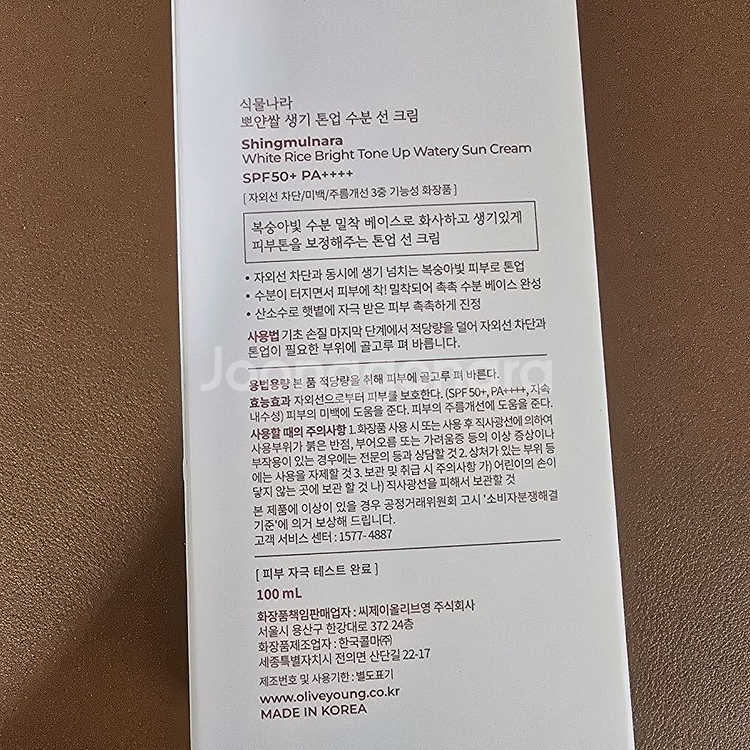 식물나라
뽀얀쌀 생기 톤업 수분 선 크림
Shingmulnara
White Rice Bright Tone Up Watery Sun Cream
SPF50+ PA++++
[ 자외선 차단/미백/주름개선 3중 기능성 화장품 ]
복숭아빛 수분 밀착 베이스로 화사하고 생기있게
피부톤을 보정해주는 톤업 선 크림
• 자외선 차단과 동시에 생기 넘치는 복숭아빛 피부로 톤업
• 수분이 터지면서 피부에 착! 밀착되어 촉촉 수분 베이스 완성
• 산소수로 햇볕에 자극 받은 피부 촉촉하게 진정
사용법 기초 손질 마지막 단계에서 적당량을 덜어 자외선 차단과
톤업이 필요한 부위에 골고루 펴 바릅니다.
Joonggonara
용법용량 본 품 적당량을 취해 피부에 골고루 펴 바른다.
효능효과 자외선으로부터 피부를 보호한다. (SPF 50+, PA++++, 지속
내수성) 피부의 미백에 도움을 준다. 피부의 주름개선에 도움을 준다.
사용할 때의 주의사항 1. 화장품 사용 시 또는 사용 후 직사광선에 의하여
사용부위가 붉은 반점, 부어오름 또는 가려움증 등의 이상 증상이나
부작용이 있는 경우에는 전문의 등과 상담할 것 2. 상처가 있는 부위 등
에는 사용을 자제할 것 3. 보관 및 취급 시 주의사항 가) 어린이의 손이
닿지 않는 곳에 보관 할 것 나) 직사광선을 피해서 보관할 것
본 제품에 이상이 있을 경우 공정거래위원회 고시 '소비자분쟁해결
기준'에 의거 보상해 드립니다.
고객 서비스 센터 : 1577- 4887
[ 피부 자극 테스트 완료 ]
100 mL
화장품책임판매업자 : 씨제이올리브영 주식회사
서울시 용산구 한강대로 372 24층
화장품제조업자 : 한국콜마㈜
세종특별자치시 전의면 산단길 22-17
제조번호 및 사용기한 : 별도표기
www.oliveyoung.co.kr
MADE IN KOREA